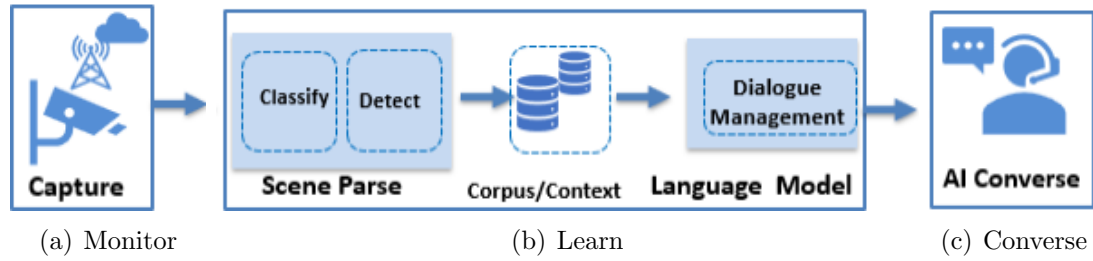 Capture
Classify
Detect
Scene Parse
Corpus/Context
Dialogue
Management
Language Model
AI Converse
(a) Monitor
(b) Learn
(c) Converse